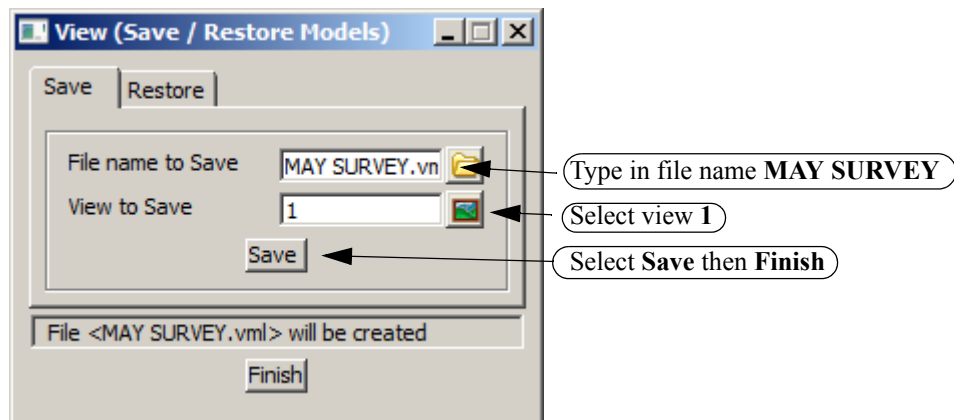 View (Save / Restore Models)
Save Restore
File name to Save MAY SURVEY.vn
Type in file name MAY SURVEY
View to Save 1
Select view 1
Save
Select Save then Finish
File <MAY SURVEY.vml> will be created
Finish